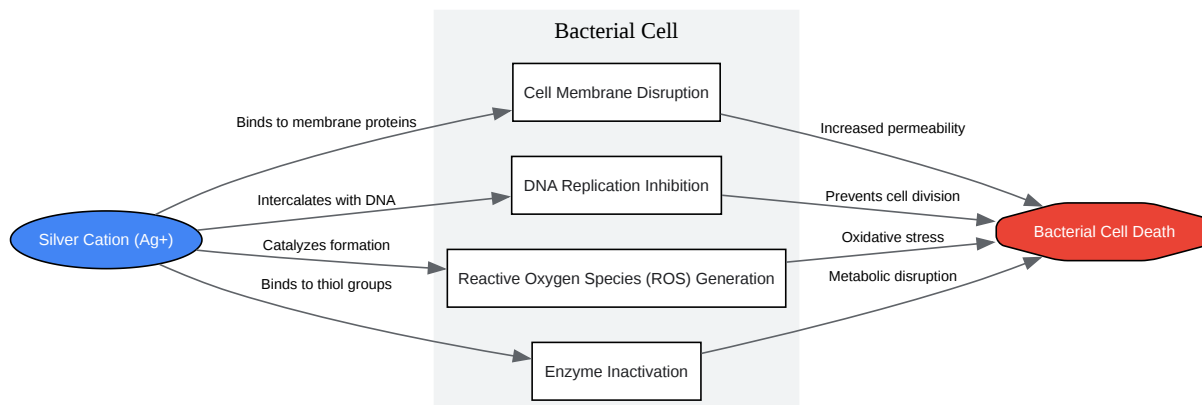 Bacterial Cell
Cell Membrane Disruption
Binds to membrane proteins
Increased permeability
DNA Replication Inhibition
Intercalates with DNA
Prevents cell division
Silver Cation (Ag+)
Bacterial Cell Death
Catalyzes formation
Oxidative stress
Reactive Oxygen Species (ROS) Generation
Binds to thiol groups
Metabolic disruption
Enzyme Inactivation